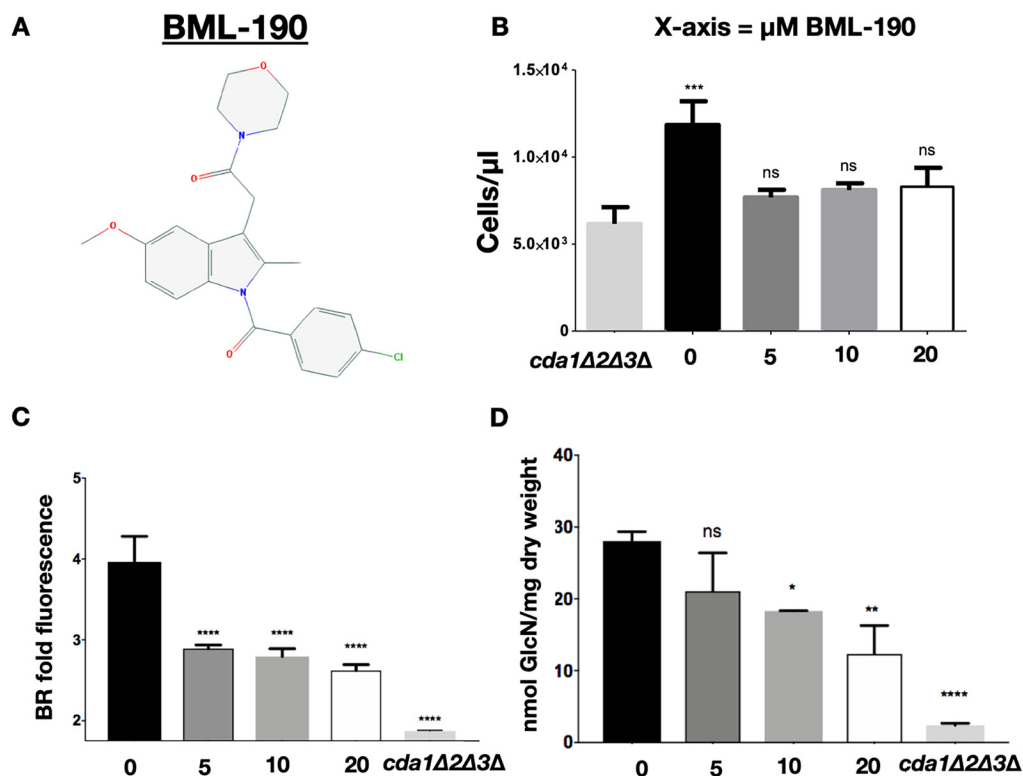 A
BML-190
O
N
O
O
N
O
Cl
B
X-axis = µM BML-190
Cells/µl
1.5×10⁴
1.0×10⁴
5.0×10³
0
***
ns
ns
ns
cda1Δ2Δ3Δ
0
5
10
20
C
BR fold fluorescence
5
4
3
2
****
****
****
****
0
5
10
20
cda1Δ2Δ3Δ
D
nmol GlcN/mg dry weight
40
30
20
10
0
ns
*
**
****
0
5
10
20
cda1Δ2Δ3Δ